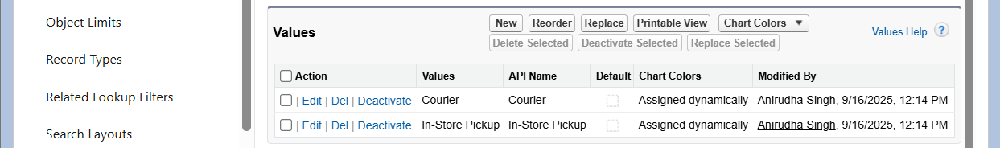 Object Limits
Record Types
Related Lookup Filters
Search Layouts
Values
New Reorder Replace Printable View Chart Colors
Delete Selected Deactivate Selected Replace Selected
Values Help ?
Action Values API Name Default Chart Colors Modified By
| Edit | Del | Deactivate Courier Courier Assigned dynamically Anirudha Singh, 9/16/2025, 12:14 PM
| Edit | Del | Deactivate In-Store Pickup In-Store Pickup Assigned dynamically Anirudha Singh, 9/16/2025, 12:14 PM